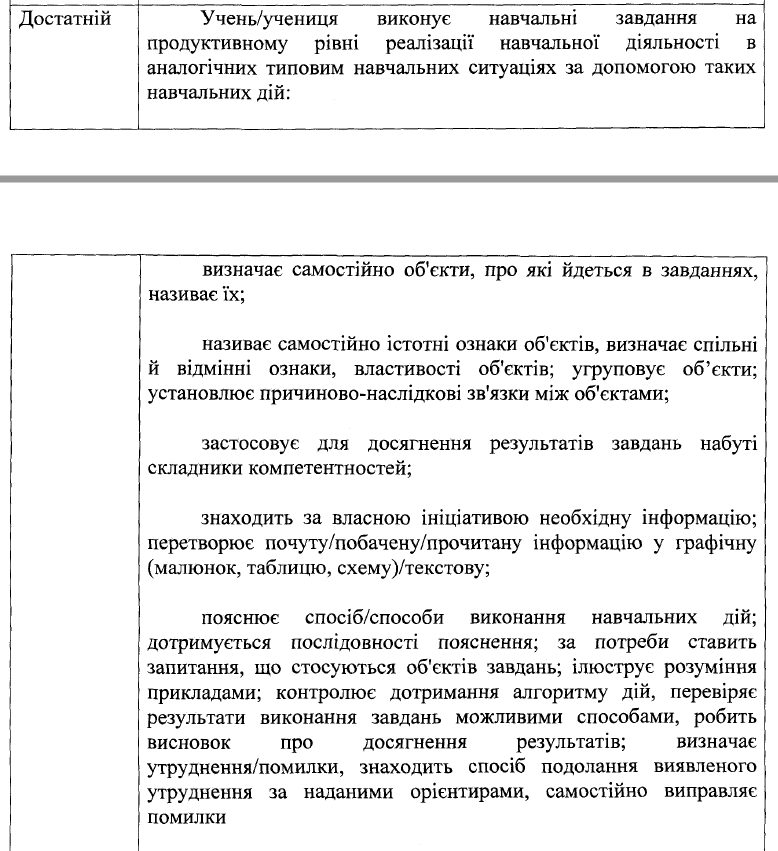 Достатній
Учень/учениця виконує навчальні завдання на
продуктивному рівні реалізації навчальної діяльності в
аналогічних типовим навчальних ситуаціях за допомогою таких
навчальних дій:
визначає самостійно об'єкти, про які йдеться в завданнях,
називає їх;
називає самостійно істотні ознаки об'єктів, визначає спільні
й відмінні ознаки, властивості об'єктів; угруповує об’єкти;
установлює причиново-наслідкові зв'язки між об'єктами;
застосовує для досягнення результатів завдань набуті
складники компетентностей;
знаходить за власною ініціативою необхідну інформацію;
перетворює почуту/побачену/прочитану інформацію у графічну
(малюнок, таблицю, схему)/текстову;
пояснює спосіб/способи виконання навчальних дій;
дотримується послідовності пояснення; за потреби ставить
запитання, що стосуються об'єктів завдань; ілюструє розуміння
прикладами; контролює дотримання алгоритму дій, перевіряє
результати виконання завдань можливими способами, робить
висновок про досягнення результатів; визначає
утруднення/помилки, знаходить спосіб подолання виявленого
утруднення за наданими орієнтирами, самостійно виправляє
помилки